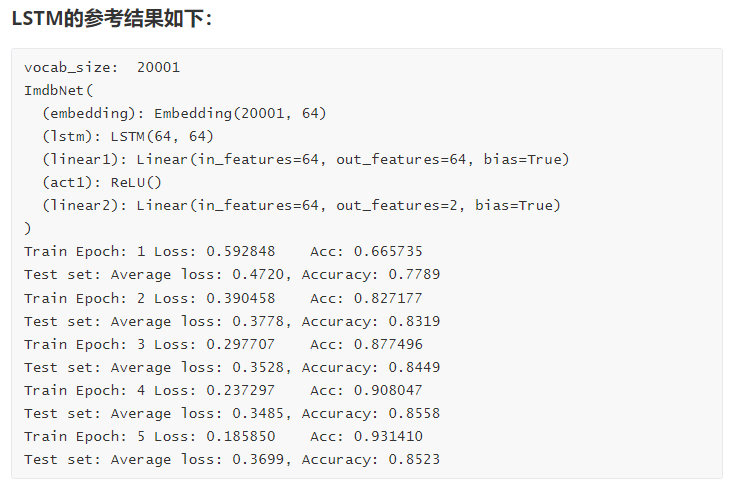 LSTM的参考结果如下：
vocab_size:  20001
ImdbNet(
  (embedding): Embedding(20001, 64)
  (lstm): LSTM(64, 64)
  (linear1): Linear(in_features=64, out_features=64, bias=True)
  (act1): ReLU()
  (linear2): Linear(in_features=64, out_features=2, bias=True)
)
Train Epoch: 1 Loss: 0.592848    Acc: 0.665735
Test set: Average loss: 0.4720, Accuracy: 0.7789
Train Epoch: 2 Loss: 0.390458    Acc: 0.827177
Test set: Average loss: 0.3778, Accuracy: 0.8319
Train Epoch: 3 Loss: 0.297707    Acc: 0.877496
Test set: Average loss: 0.3528, Accuracy: 0.8449
Train Epoch: 4 Loss: 0.237297    Acc: 0.908047
Test set: Average loss: 0.3485, Accuracy: 0.8558
Train Epoch: 5 Loss: 0.185850    Acc: 0.931410
Test set: Average loss: 0.3699, Accuracy: 0.8523